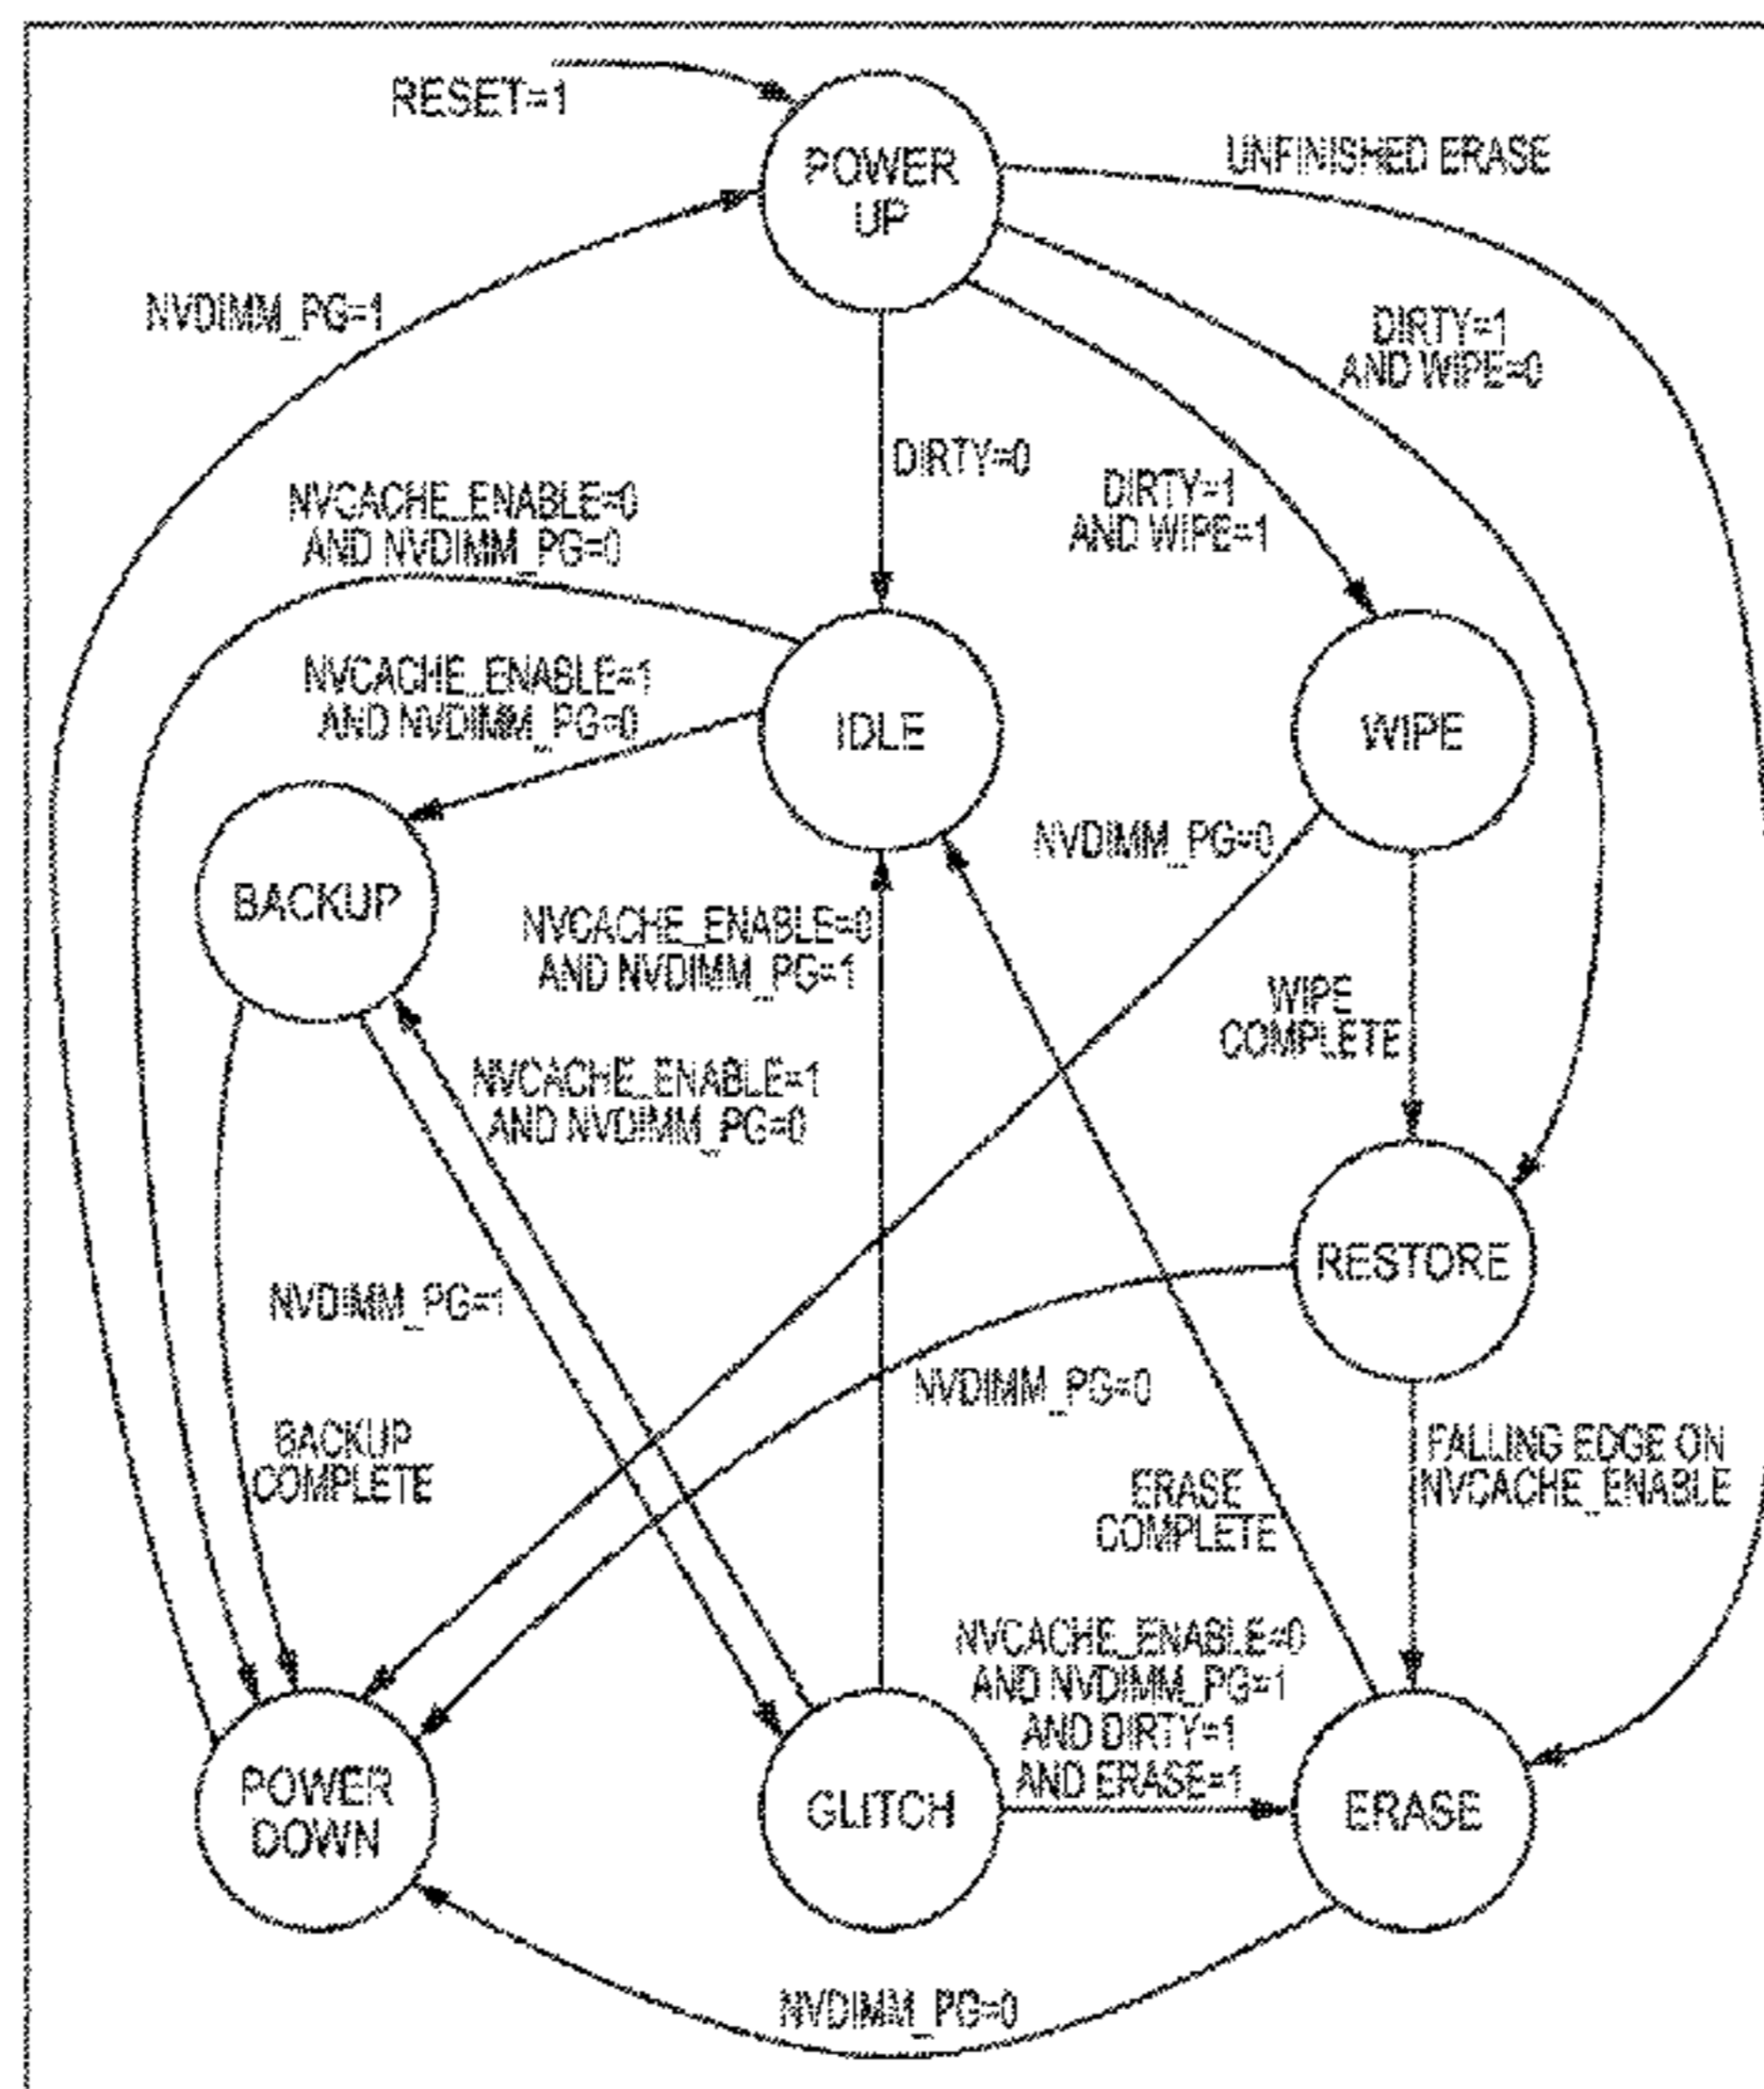 RESET=1
POWER
UP
UNFINISHED ERASE
NVDIMM_PG=1
DIRTY=1
AND WIPE=0
DIRTY=0
DIRTY=1
AND WIPE=1
NVCACHE_ENABLE=0
AND NVDIMM_PG=0
NVCACHE_ENABLE=1
AND NVDIMM_PG=0
IDLE
WIPE
NVDIMM_PG=0
BACKUP
NVCACHE_ENABLE=0
AND NVDIMM_PG=1
WIPE
COMPLETE
NVCACHE_ENABLE=1
AND NVDIMM_PG=0
RESTORE
NVDIMM_PG=1
NVDIMM_PG=0
BACKUP
COMPLETE
FALLING EDGE ON
NVCACHE_ENABLE
ERASE
COMPLETE
NVCACHE_ENABLE=0
AND NVDIMM_PG=1
AND DIRTY=1
AND ERASE=1
POWER
DOWN
GLITCH
ERASE
NVDIMM_PG=0